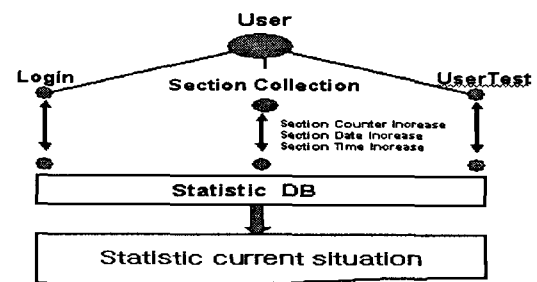 User
Login
Section Collection
UserTest
Section Counter Increase
Section Date Increase
Section Time Increase
Statistic DB
Statistic current situation